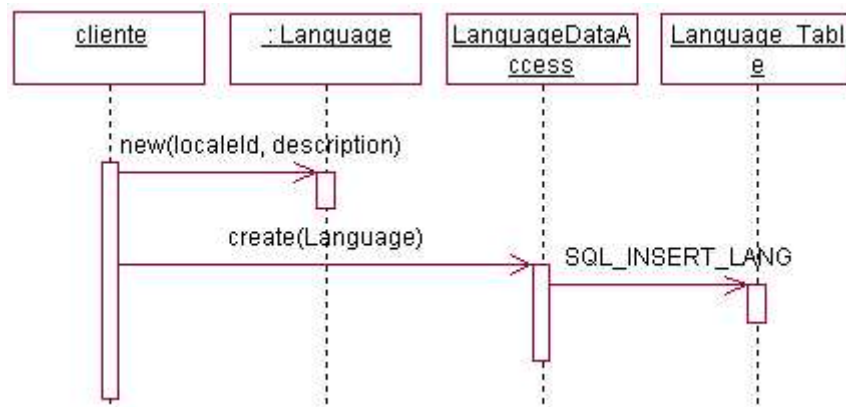 cliente
: Language
LanguageDataA
ccess
Language_Tabl
e
new(localeId, description)
create(Language)
SQL_INSERT_LANG